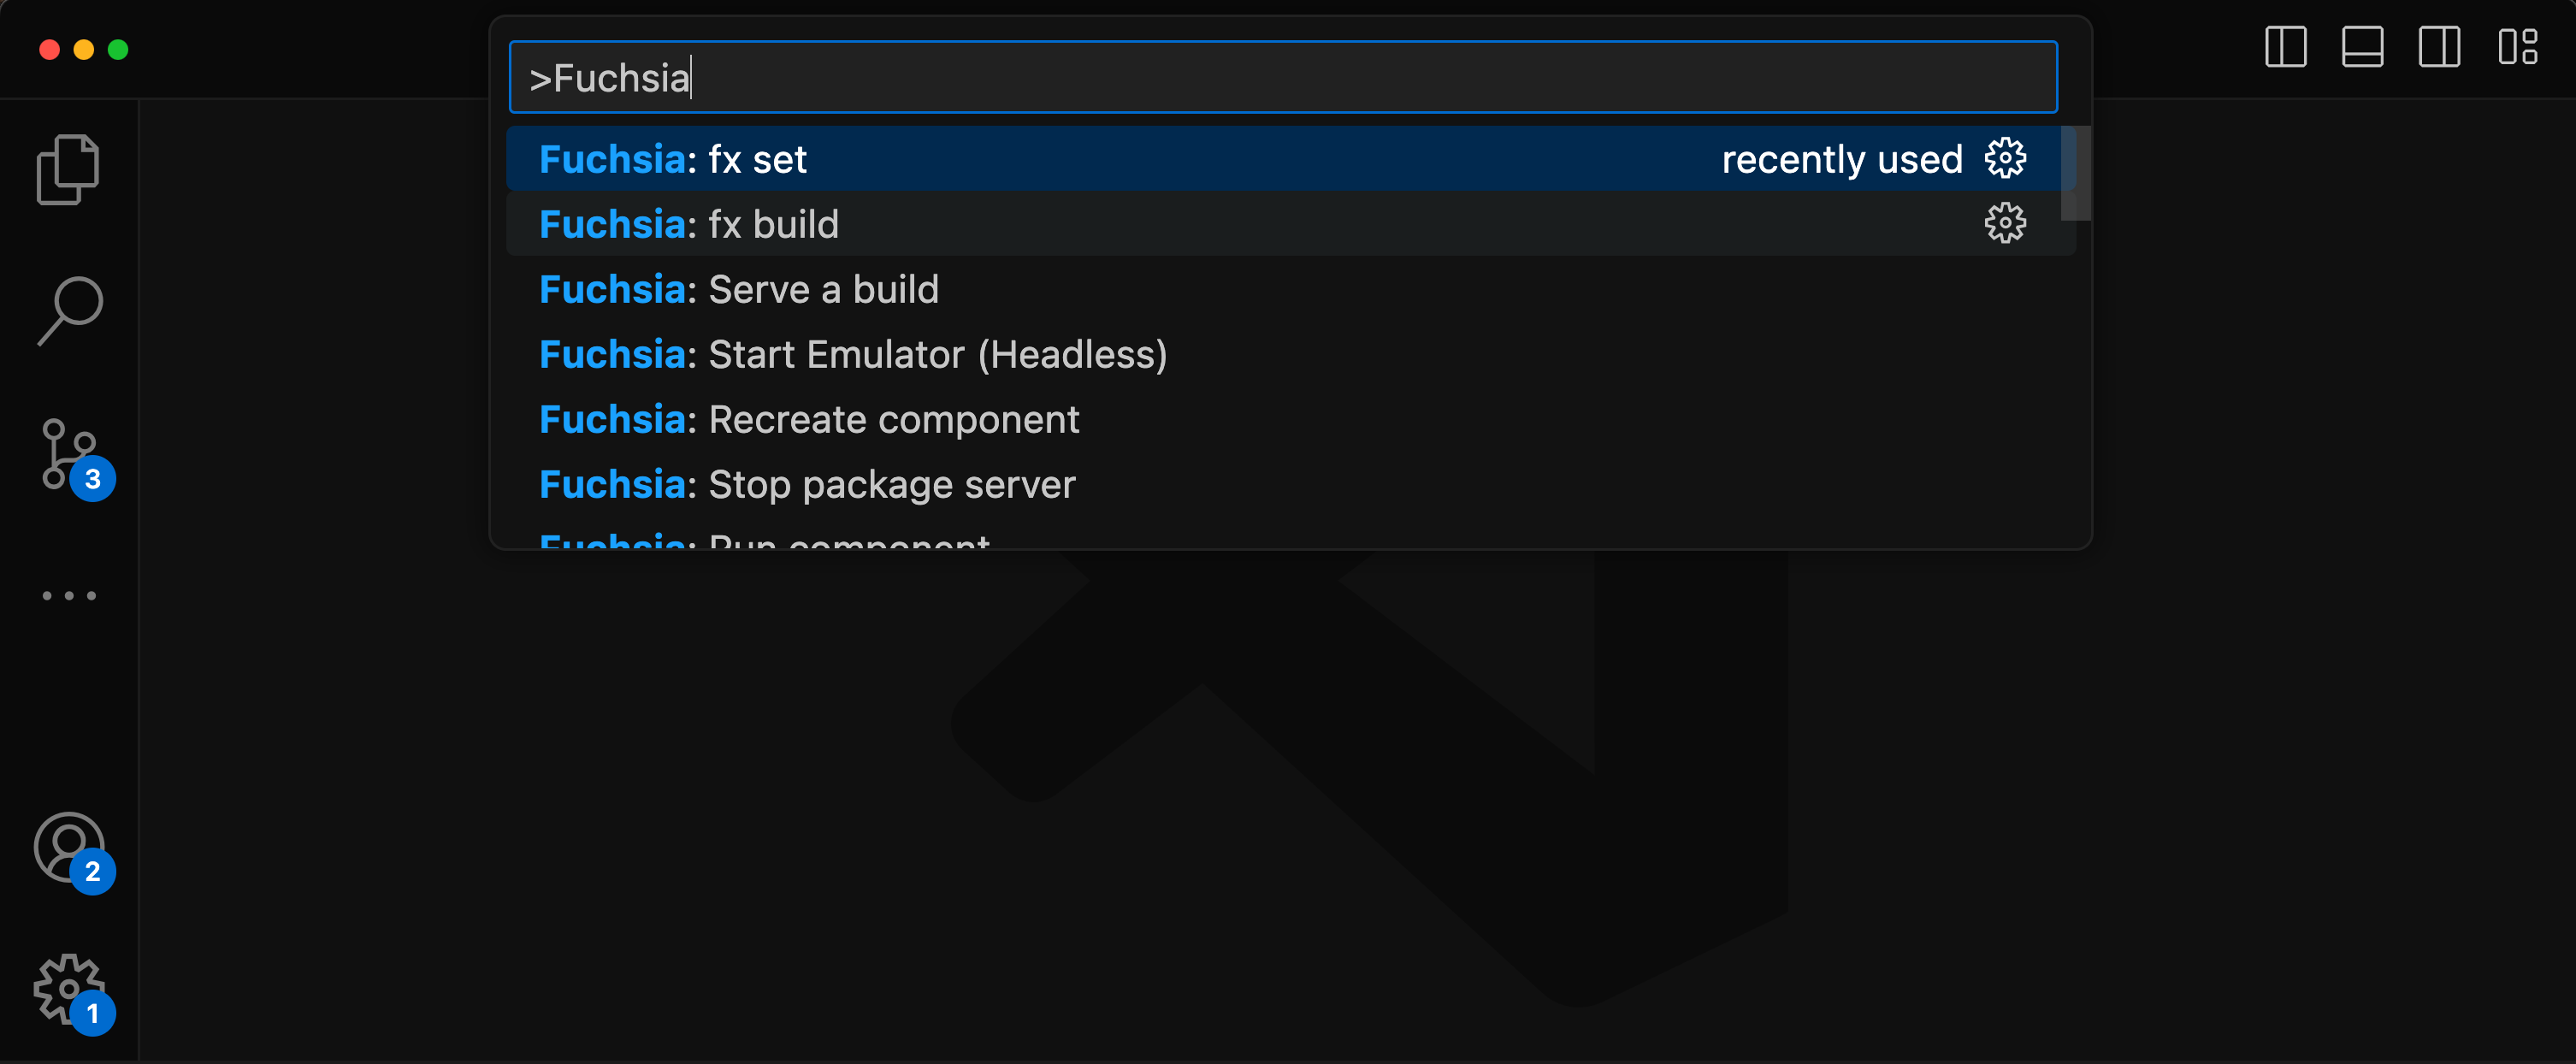 >Fuchsia
Fuchsia: fx set recently used
Fuchsia: fx build
Fuchsia: Serve a build
Fuchsia: Start Emulator (Headless)
Fuchsia: Recreate component
3
Fuchsia: Stop package server
Fuchsia: Run component
2
1